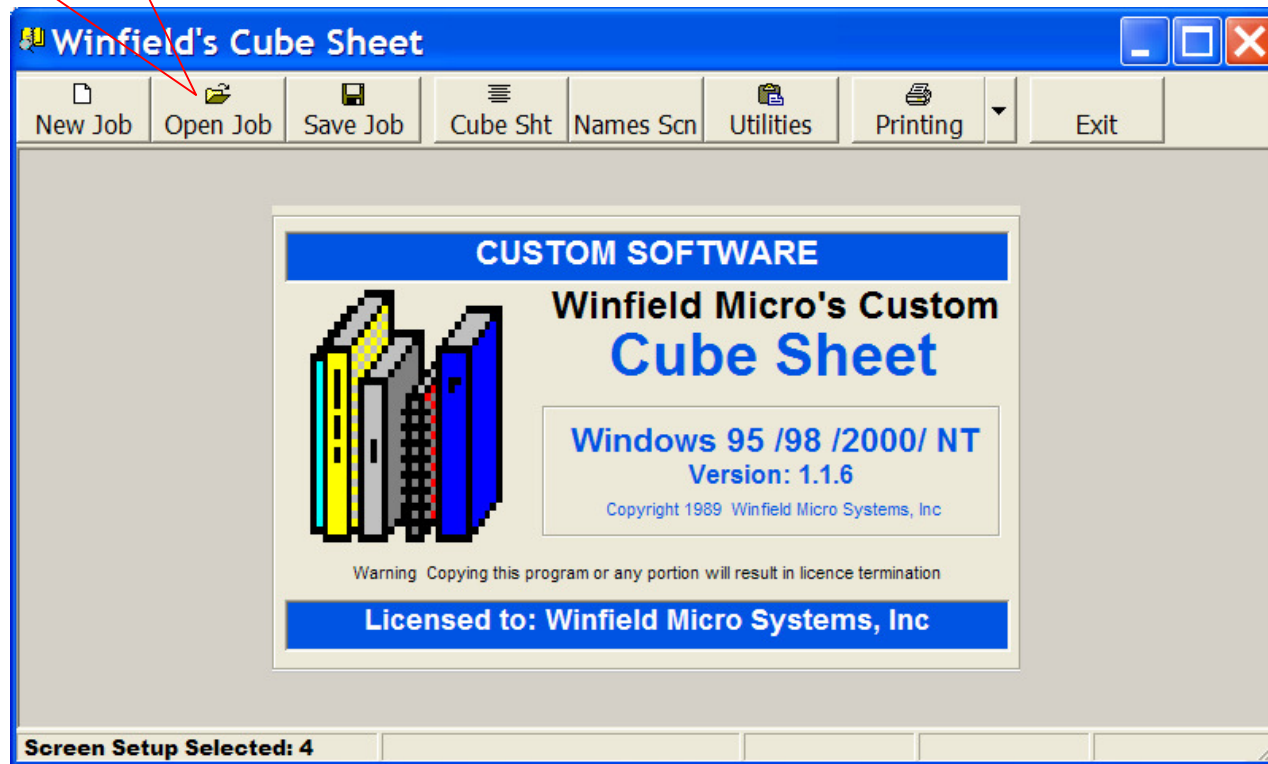 Winfield's Cube Sheet
New Job Open Job Save Job Cube Sht Names Scn Utilities Printing Exit
CUSTOM SOFTWARE
Winfield Micro's Custom
Cube Sheet
Windows 95 /98 /2000/ NT
Version: 1.1.6
Copyright 1989 Winfield Micro Systems, Inc
Warning Copying this program or any portion will result in licence termination
Licensed to: Winfield Micro Systems, Inc
Screen Setup Selected: 4